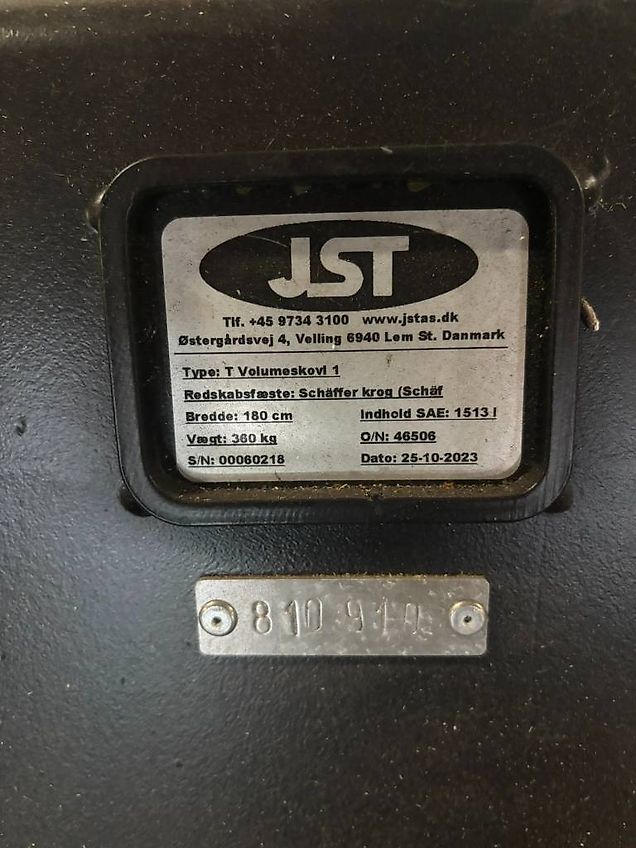 JST
Tlf. +45 9734 3100 www.jstas.dk
Østergårdsvej 4, Velling 6940 Lem St. Danmark
Type: T Volumeskovl 1
Redskabsfæste: Schäffer krog (Schäf
Bredde: 180 cm Indhold SAE: 1513 l
Vægt: 360 kg O/N: 46506
S/N: 00060218 Dato: 25-10-2023
810 910